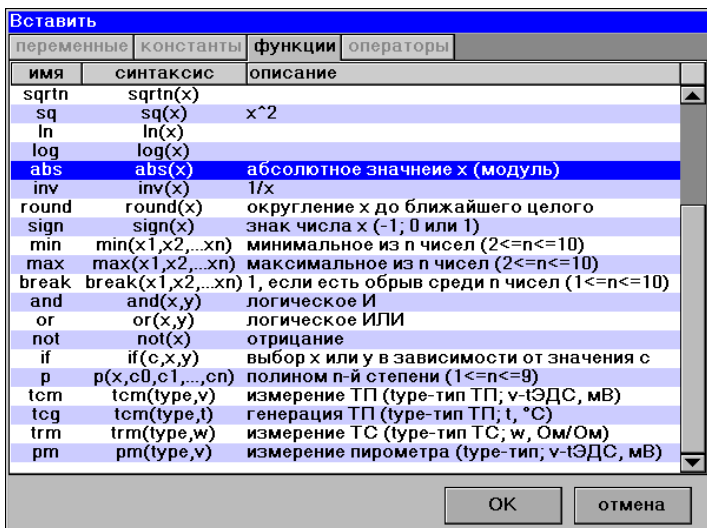 Вставить
переменные константы функции операторы
имя синтаксис описание
sqrtn sqrtn(x)
sq sq(x) x^2
ln ln(x)
log log(x)
abs abs(x) абсолютное значнеие x (модуль)
inv inv(x) 1/x
round round(x) округление x до ближайшего целого
sign sign(x) знак числа x (-1; 0 или 1)
min min(x1,x2,...xn) минимальное из n чисел (2<=n<=10)
max max(x1,x2,...xn) максимальное из n чисел (2<=n<=10)
break break(x1,x2,...xn) 1, если есть обрыв среди n чисел (1<=n<=10)
and and(x,y) логическое И
or or(x,y) логическое ИЛИ
not not(x) отрицание
if if(c,x,y) выбор x или y в зависимости от значения c
p p(x,c0,c1,...,cn) полином n-й степени (1<=n<=9)
tcm tcm(type,v) измерение ТП (type-тип ТП; v-tЭДС, мВ)
tcg tcg(type,t) генерация ТП (type-тип ТП; t, °C)
trm trm(type,w) измерение ТС (type-тип ТС; w, Ом/Ом)
pm pm(type,v) измерение пирометра (type-тип; v-tЭДС, мВ)
OK отмена